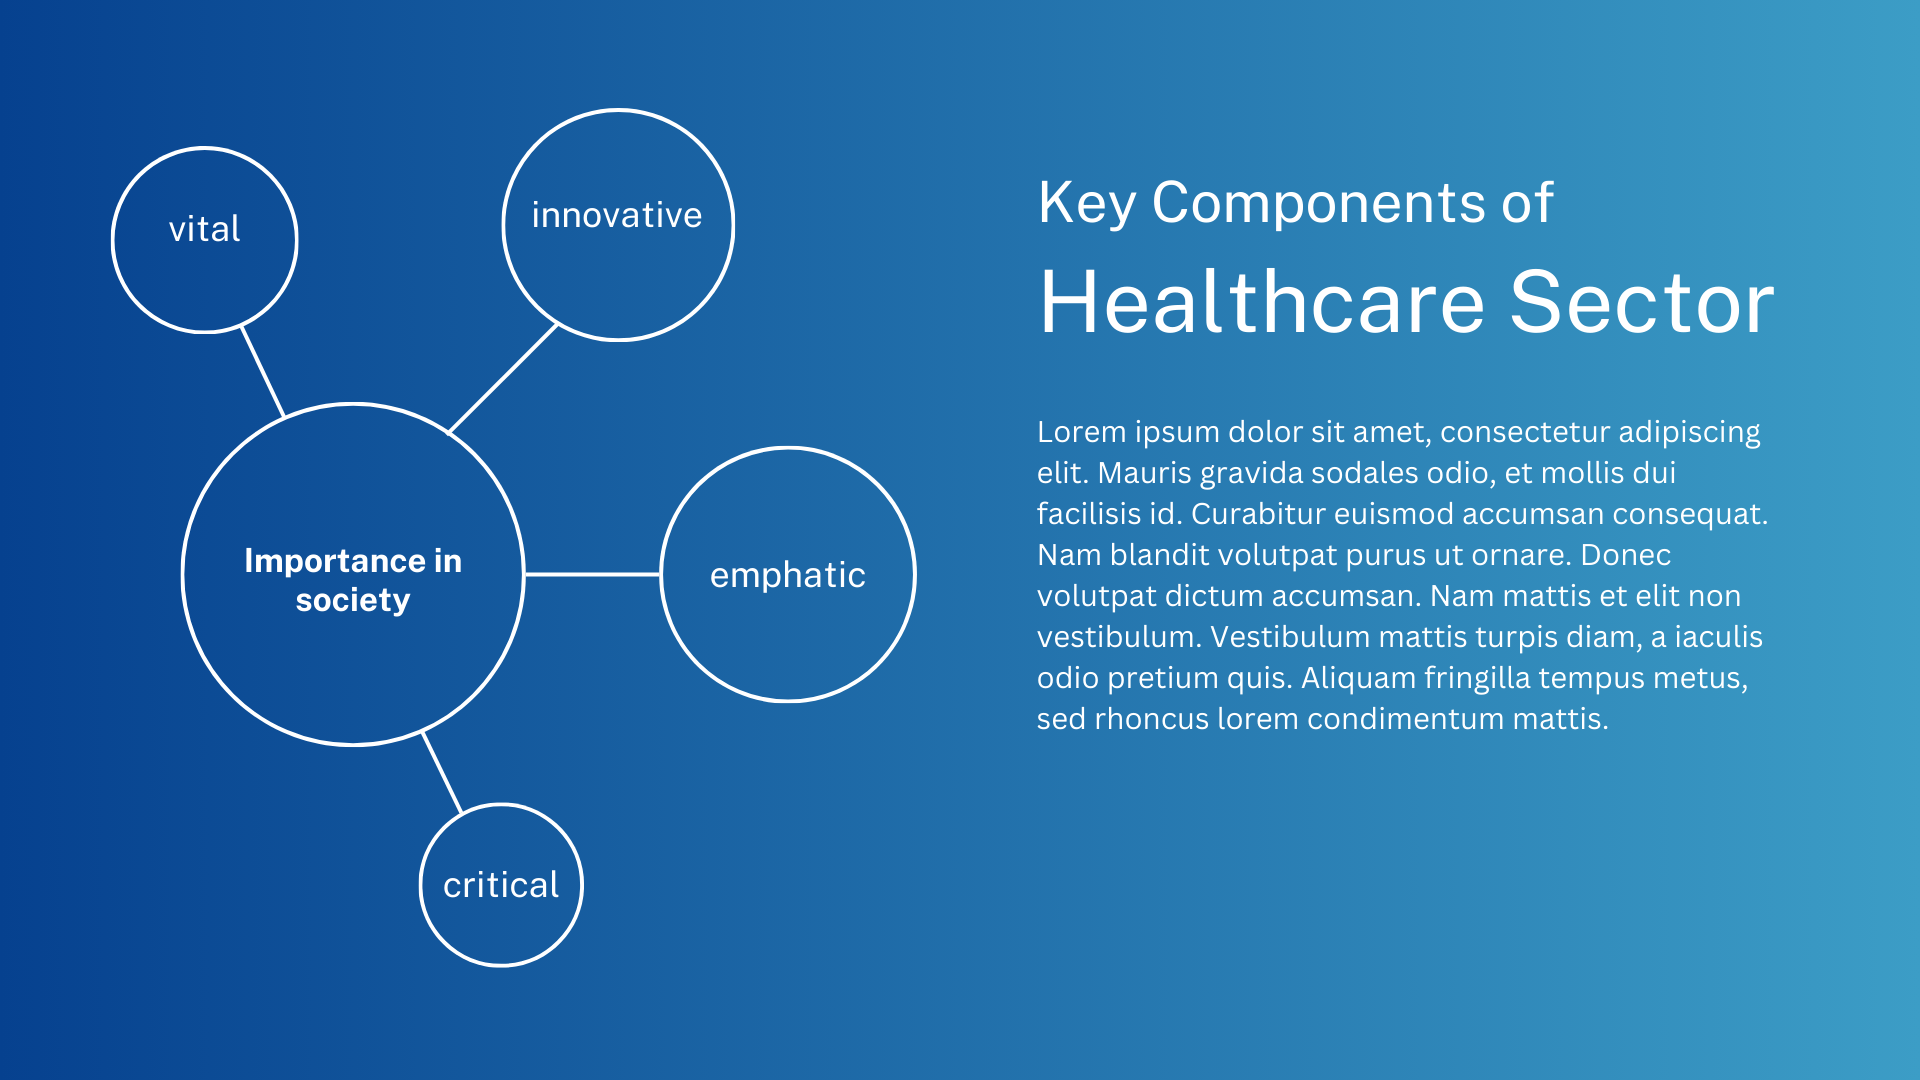 vital
innovative
Importance in
society
emphatic
critical
Key Components of
Healthcare Sector
Lorem ipsum dolor sit amet, consectetur adipiscing
elit. Mauris gravida sodales odio, et mollis dui
facilisis id. Curabitur euismod accumsan consequat.
Nam blandit volutpat purus ut ornare. Donec
volutpat dictum accumsan. Nam mattis et elit non
vestibulum. Vestibulum mattis turpis diam, a iaculis
odio pretium quis. Aliquam fringilla tempus metus,
sed rhoncus lorem condimentum mattis.